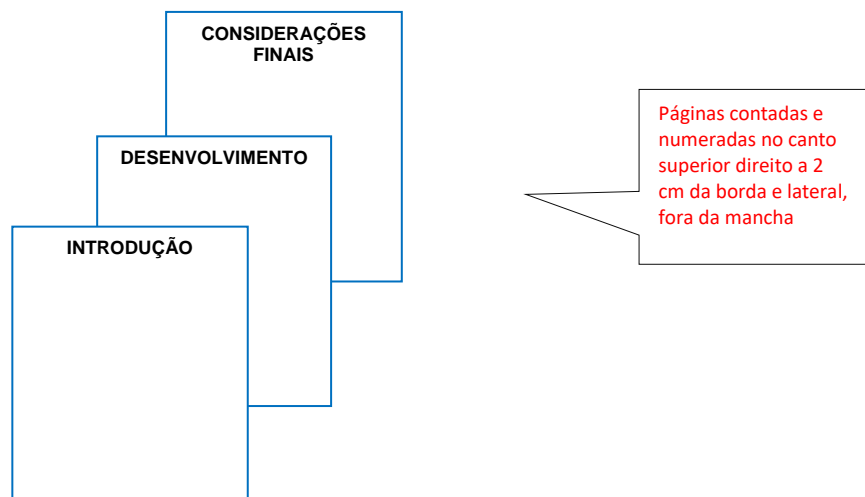 CONSIDERAÇÕES
FINAIS
DESENVOLVIMENTO
INTRODUÇÃO
Páginas contadas e
numeradas no canto
superior direito a 2
cm da borda e lateral,
fora da mancha